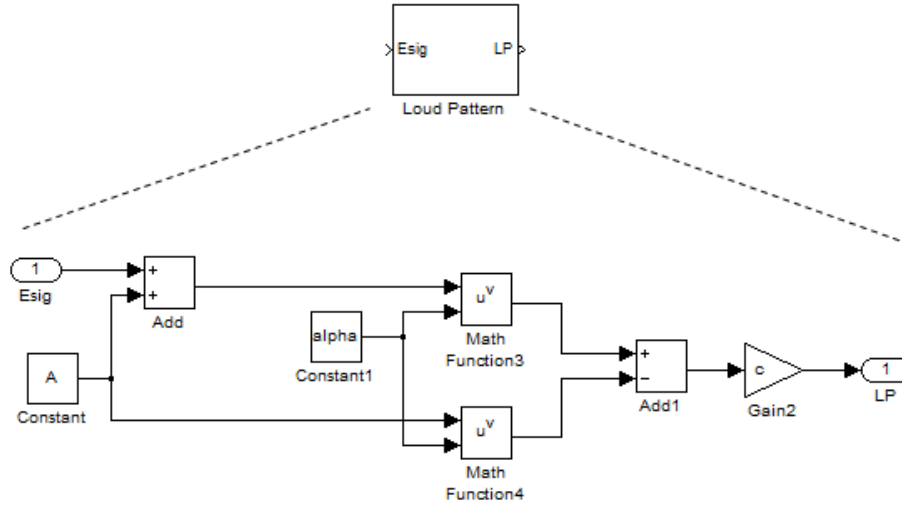 Esig LP
Loud Pattern
1
Esig
+
+
Add
A
Constant
alpha
Constant1
u^v
Math
Function3
u^v
Math
Function4
+
−
Add1
c
Gain2
1
LP